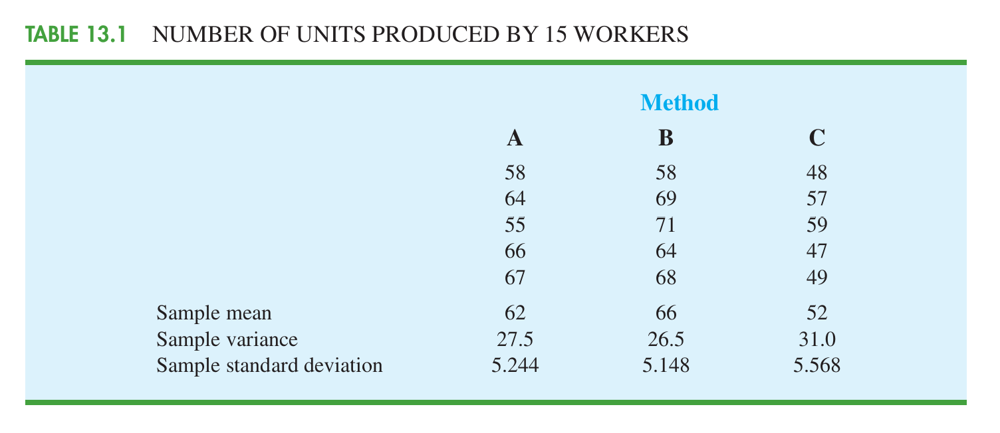 TABLE 13.1 NUMBER OF UNITS PRODUCED BY 15 WORKERS
Method
A B C
58 58 48
64 69 57
55 71 59
66 64 47
67 68 49
Sample mean 62 66 52
Sample variance 27.5 26.5 31.0
Sample standard deviation 5.244 5.148 5.568